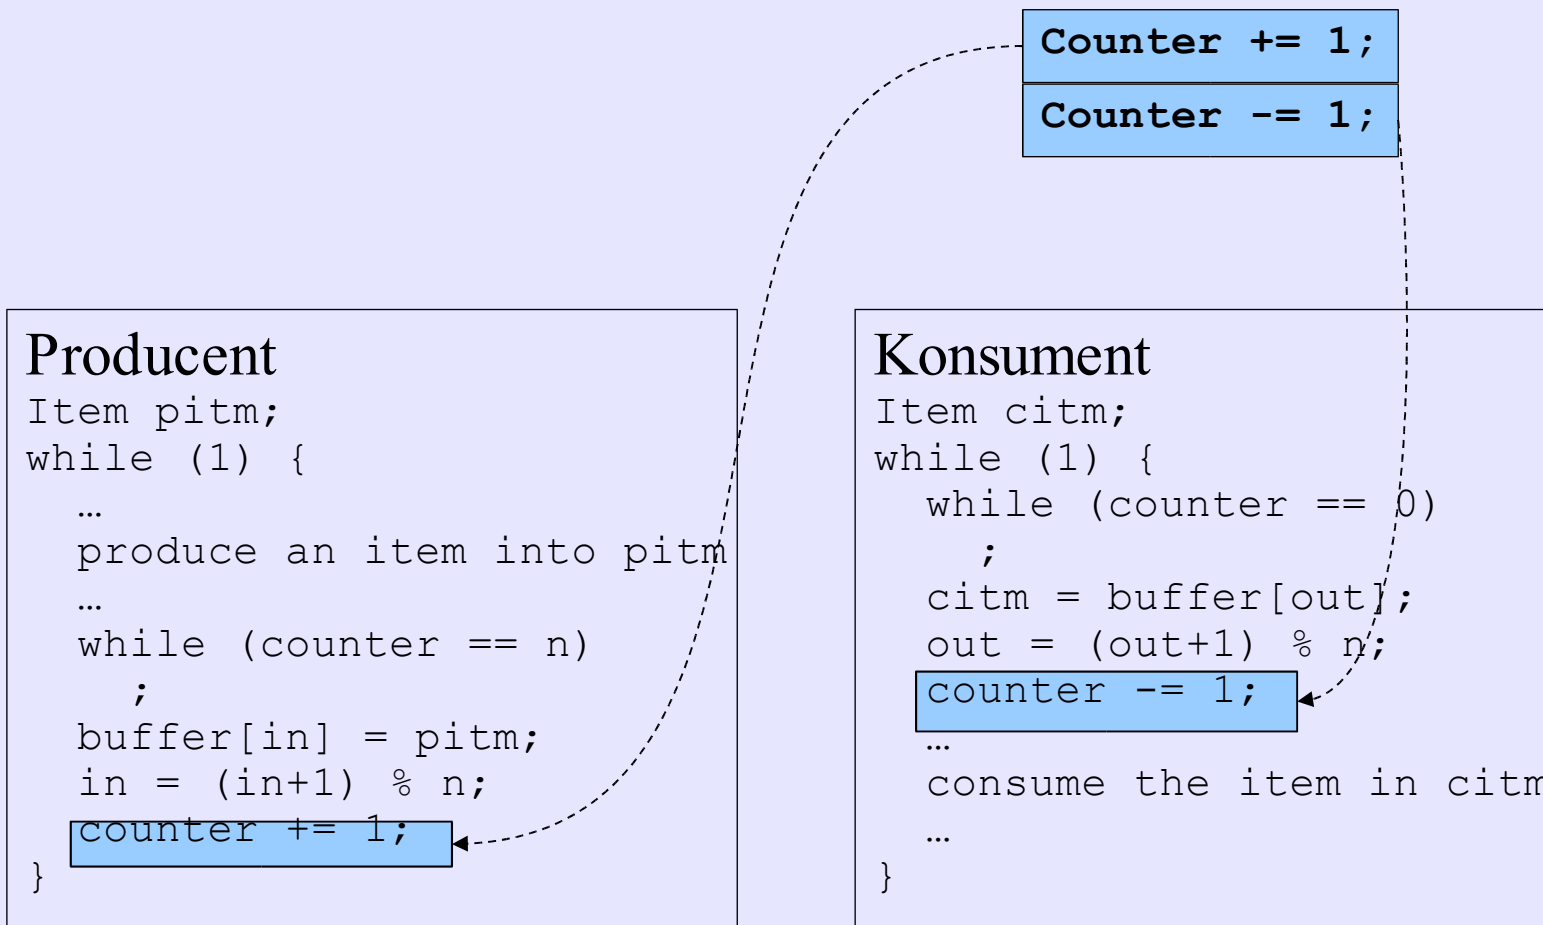 Counter += 1;
Counter -= 1;
Producent
Item pitm;
while (1) {
…
produce an item into pitm
…
while (counter == n)
;
buffer[in] = pitm;
in = (in+1) % n;
counter += 1;
}
Konsument
Item citm;
while (1) {
while (counter == 0)
;
citm = buffer[out];
out = (out+1) % n;
counter -= 1;
…
consume the item in citm
…
}